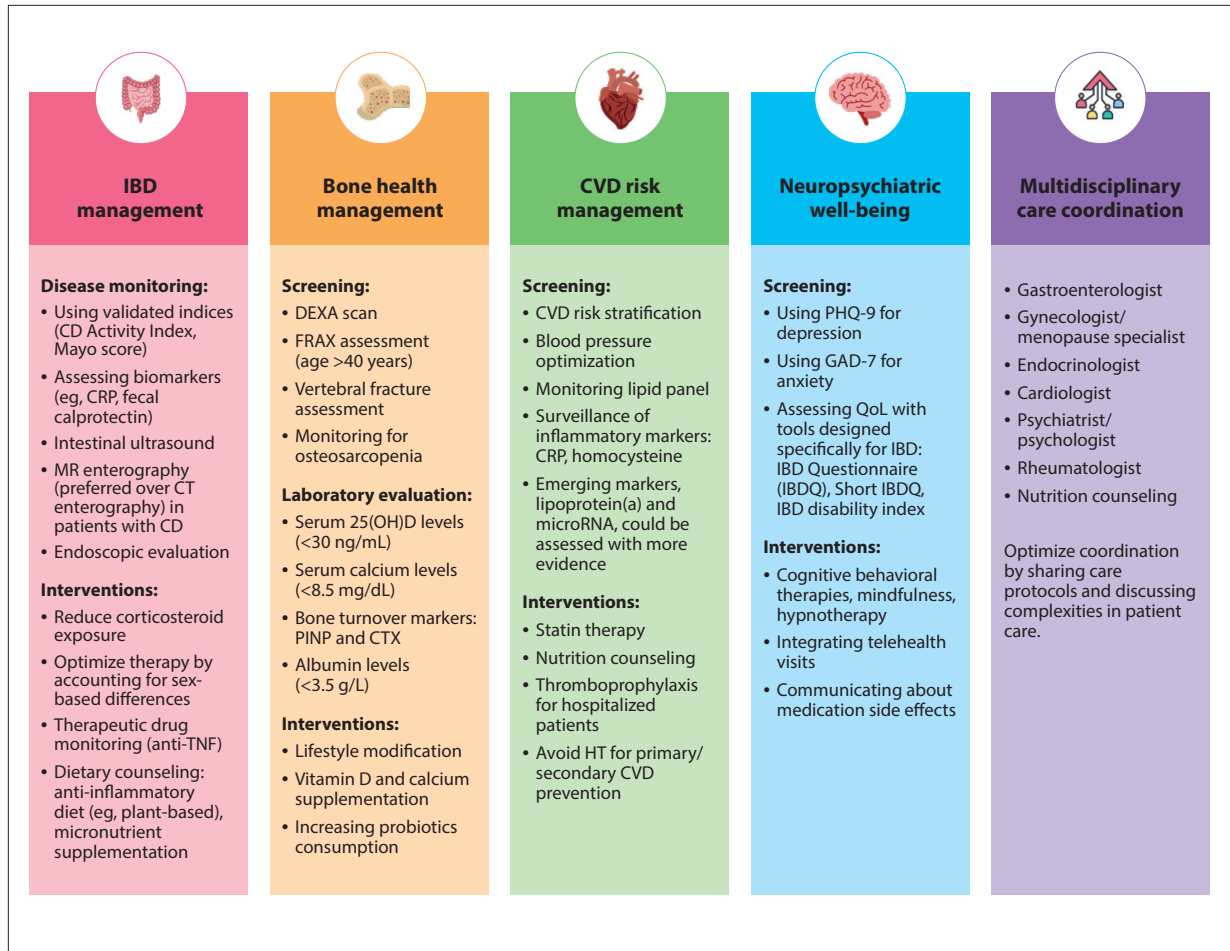 IBD
management
Disease monitoring:
• Using validated indices
(CD Activity Index,
Mayo score)
• Assessing biomarkers
(eg, CRP, fecal
calprotectin)
• Intestinal ultrasound
• MR enterography
(preferred over CT
enterography) in
patients with CD
• Endoscopic evaluation
Interventions:
• Reduce corticosteroid
exposure
• Optimize therapy by
accounting for sex-
based differences
• Therapeutic drug
monitoring (anti-TNF)
• Dietary counseling:
anti-inflammatory
diet (eg, plant-based),
micronutrient
supplementation
Bone health
management
Screening:
• DEXA scan
• FRAX assessment
(age >40 years)
• Vertebral fracture
assessment
• Monitoring for
osteosarcopenia
Laboratory evaluation:
• Serum 25(OH)D levels
(<30 ng/mL)
• Serum calcium levels
(<8.5 mg/dL)
• Bone turnover markers:
PINP and CTX
• Albumin levels
(<3.5 g/L)
Interventions:
• Lifestyle modification
• Vitamin D and calcium
supplementation
• Increasing probiotics
consumption
CVD risk
management
Screening:
• CVD risk stratification
• Blood pressure
optimization
• Monitoring lipid panel
• Surveillance of
inflammatory markers:
CRP, homocysteine
• Emerging markers,
lipoprotein(a) and
microRNA, could be
assessed with more
evidence
Interventions:
• Statin therapy
• Nutrition counseling
• Thromboprophylaxis
for hospitalized
patients
• Avoid HT for primary/
secondary CVD
prevention
Neuropsychiatric
well-being
Screening:
• Using PHQ-9 for
depression
• Using GAD-7 for
anxiety
• Assessing QoL with
tools designed
specifically for IBD:
IBD Questionnaire
(IBDQ), Short IBDQ,
IBD disability index
Interventions:
• Cognitive behavioral
therapies, mindfulness,
hypnotherapy
• Integrating telehealth
visits
• Communicating about
medication side effects
Multidisciplinary
care coordination
• Gastroenterologist
• Gynecologist/
menopause specialist
• Endocrinologist
• Cardiologist
• Psychiatrist/
psychologist
• Rheumatologist
• Nutrition counseling
Optimize coordination
by sharing care
protocols and discussing
complexities in patient
care.